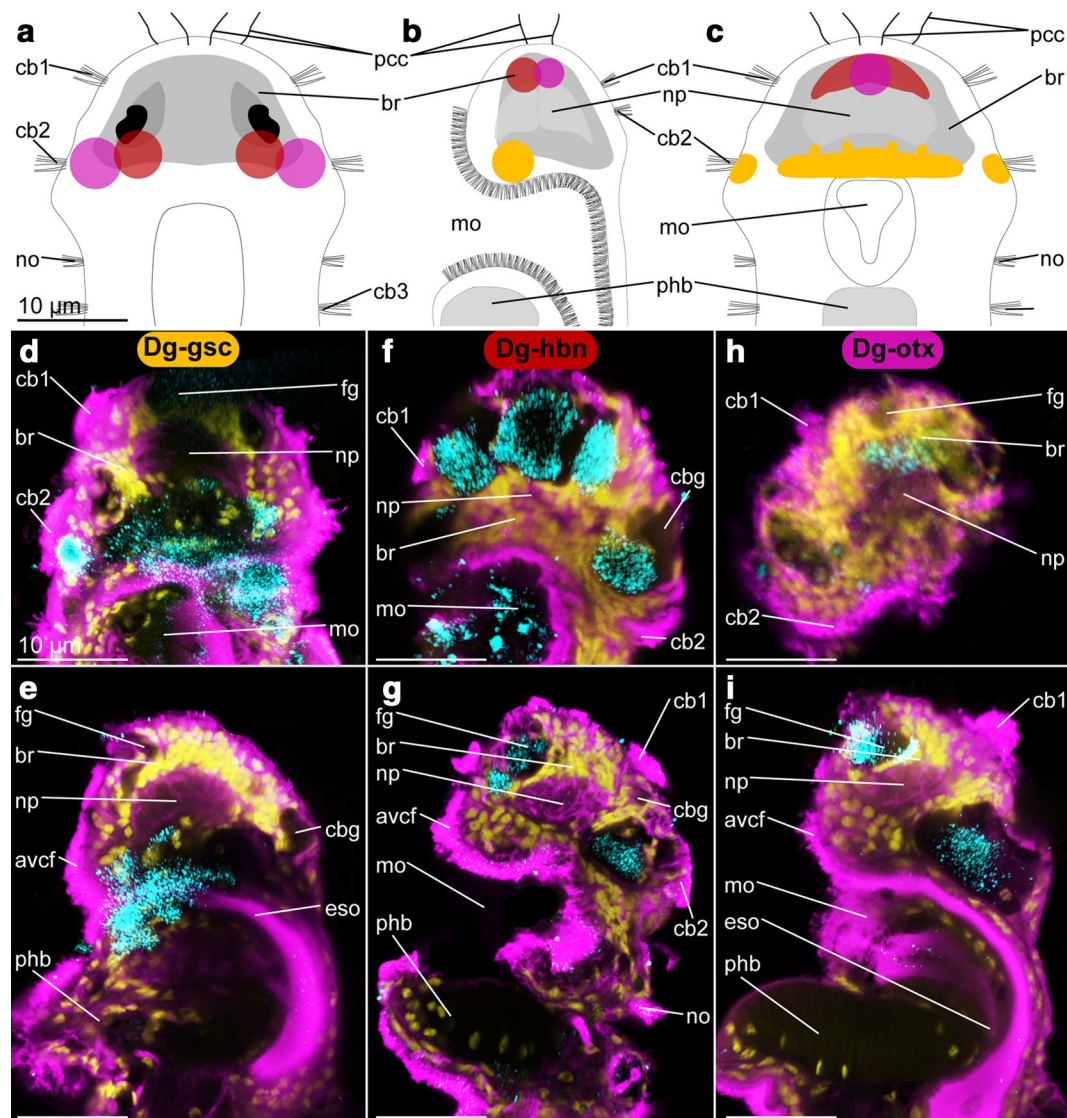 a
b
c
pcc
pcc
cb1
cb1
br
br
np
cb2
cb2
mo
mo
no
no
cb3
phb
10 µm
d
Dg-gsc
f
Dg-hbn
h
Dg-otx
cb1
fg
cb1
cb1
fg
br
br
np
cbg
np
cb2
br
np
mo
mo
cb2
cb2
10 µm
e
g
i
fg
fg
cb1
fg
cb1
br
br
br
np
np
cbg
np
avcf
cbg
avcf
avcf
mo
mo
eso
cb2
eso
phb
phb
phb
no